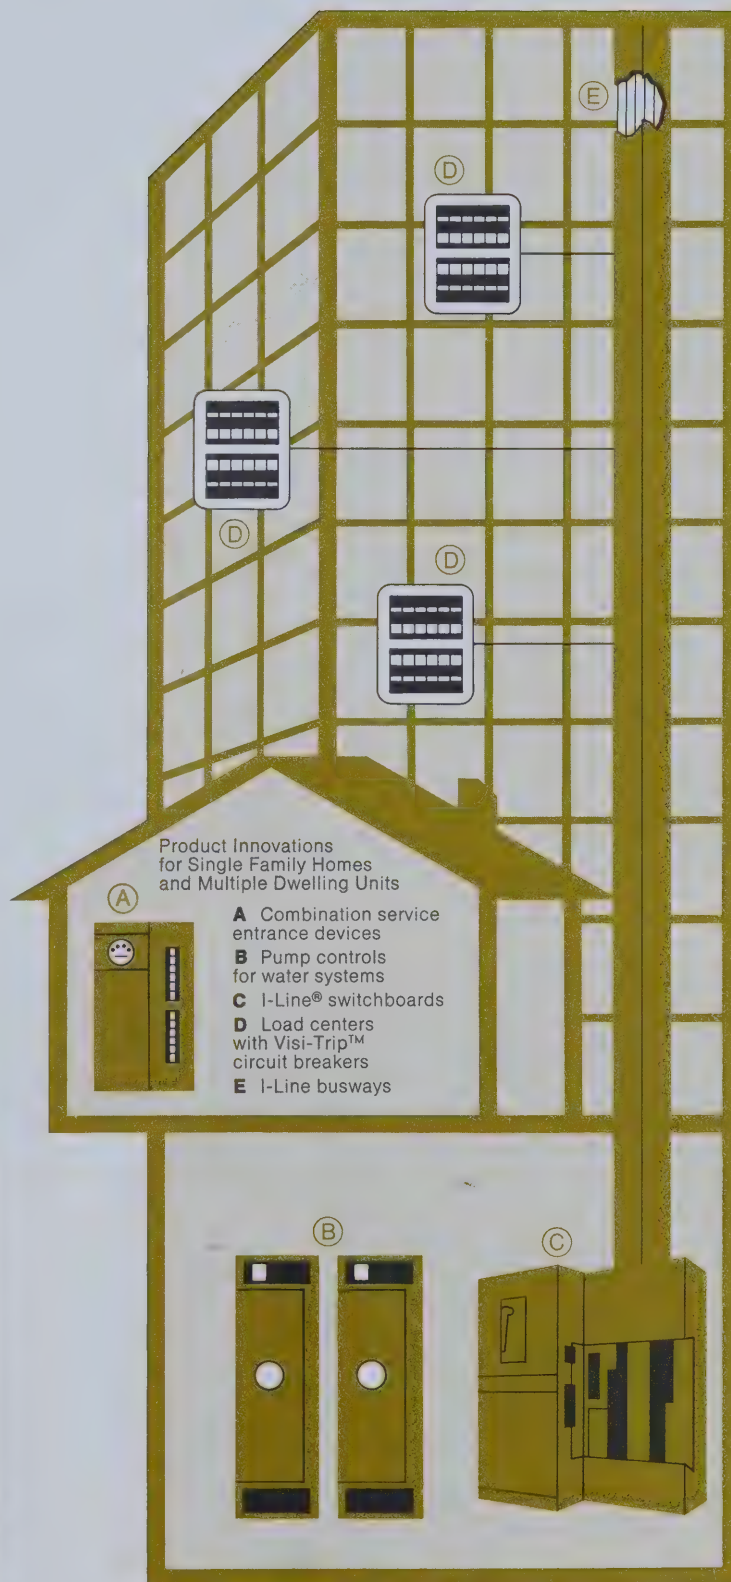 E
D
D
D
Product Innovations
for Single Family Homes
and Multiple Dwelling Units
A
A Combination service
entrance devices
B Pump controls
for water systems
C I-Line® switchboards
D Load centers
with Visi-Trip™
circuit breakers
E I-Line busways
B
C